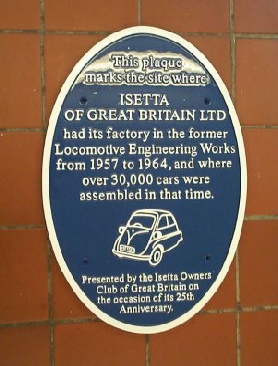 This plaque
marks the site where
ISETTA
OF GREAT BRITAIN LTD
had its factory in the former
Locomotive Engineering Works
from 1957 to 1964, and where
over 30,000 cars were
assembled in that time.
Presented by the Isetta Owners
Club of Great Britain on
the occasion of its 25th
Anniversary.